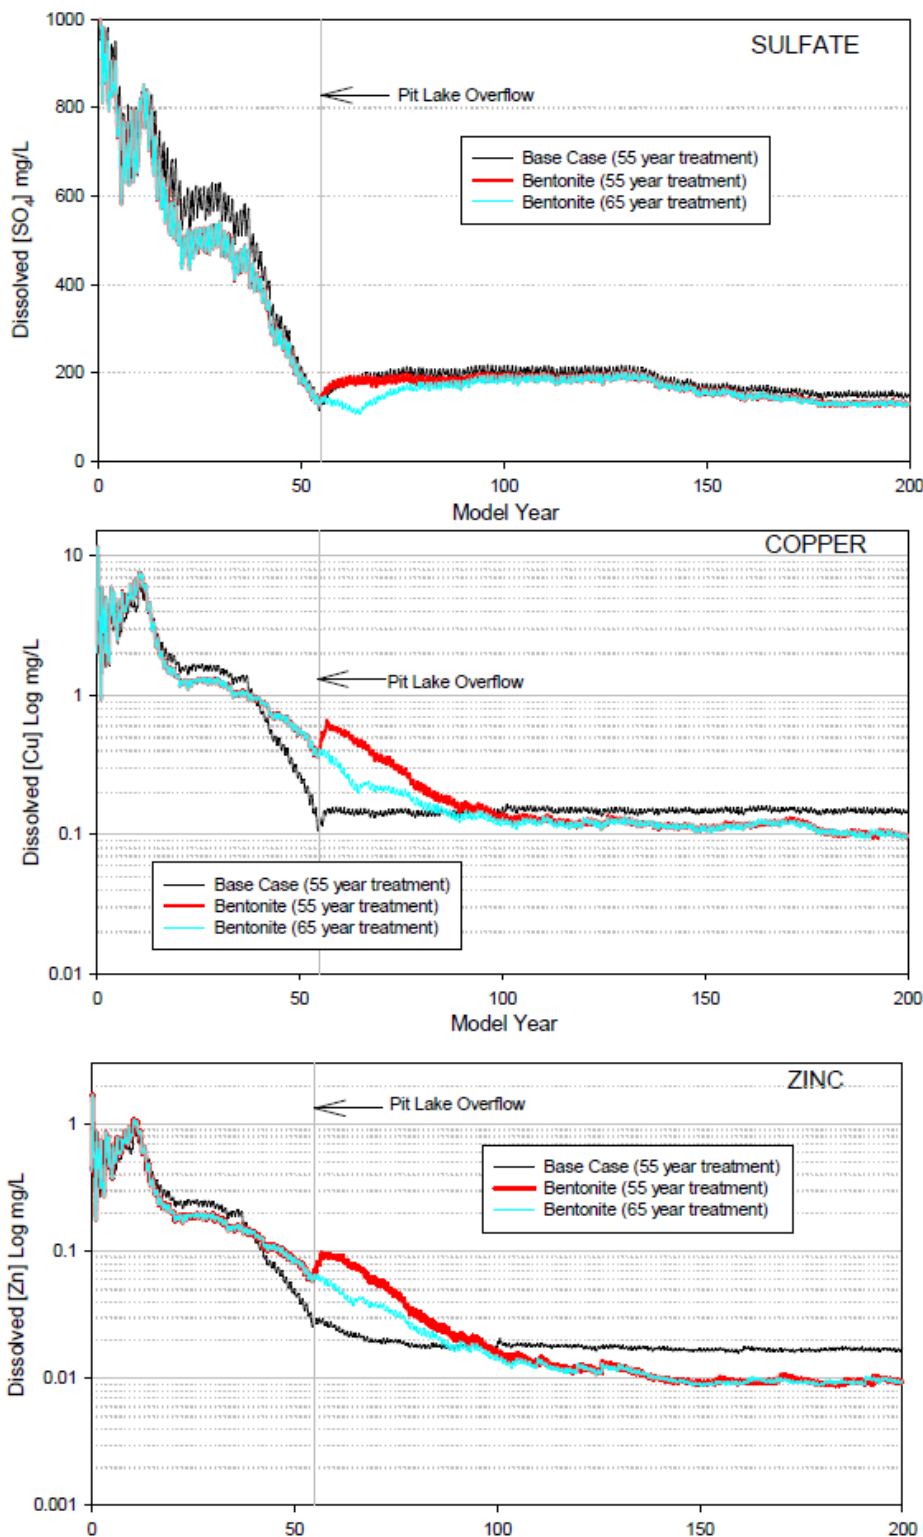 SULFATE
1000
800
600
400
200
0
Dissolved [SO4] mg/L
Pit Lake Overflow
Base Case (55 year treatment)
Bentonite (55 year treatment)
Bentonite (65 year treatment)
0 50 100 150 200
Model Year
COPPER
10
1
0.1
0.01
Dissolved [Cu] Log mg/L
Pit Lake Overflow
Base Case (55 year treatment)
Bentonite (55 year treatment)
Bentonite (65 year treatment)
0 50 100 150 200
Model Year
ZINC
1
0.1
0.01
0.001
Dissolved [Zn] Log mg/L
Pit Lake Overflow
Base Case (55 year treatment)
Bentonite (55 year treatment)
Bentonite (65 year treatment)
0 50 100 150 200